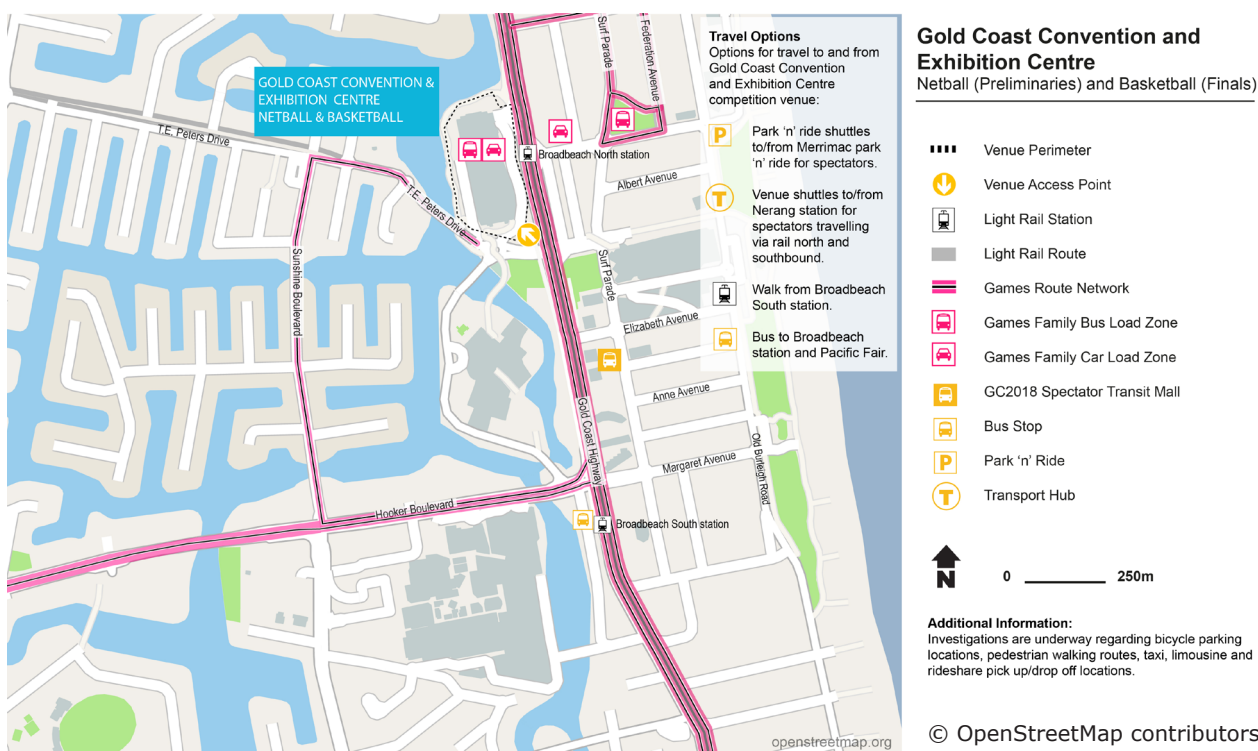 Gold Coast Convention and
Exhibition Centre
Netball (Preliminaries) and Basketball (Finals)
GOLD COAST CONVENTION &
EXHIBITION CENTRE
NETBALL & BASKETBALL
Surf Parade
Federation Avenue
T.E. Peters Drive
T.E. Peters Drive
Broadbeach North station
Albert Avenue
Sunshine Boulevard
Surf Parade
Elizabeth Avenue
Anne Avenue
Gold Coast Highway
Margaret Avenue
Old Burleigh Road
Hooker Boulevard
Broadbeach South station
openstreetmap.org
Travel Options
Options for travel to and from
Gold Coast Convention
and Exhibition Centre
competition venue:
P
Park ‘n’ ride shuttles
to/from Merrimac park
‘n’ ride for spectators.
T
Venue shuttles to/from
Nerang station for
spectators travelling
via rail north and
southbound.
Walk from Broadbeach
South station.
Bus to Broadbeach
station and Pacific Fair.
Venue Perimeter
Venue Access Point
Light Rail Station
Light Rail Route
Games Route Network
Games Family Bus Load Zone
Games Family Car Load Zone
GC2018 Spectator Transit Mall
Bus Stop
P Park ‘n’ Ride
T Transport Hub
N
0 250m
Additional Information:
Investigations are underway regarding bicycle parking
locations, pedestrian walking routes, taxi, limousine and
rideshare pick up/drop off locations.
© OpenStreetMap contributors